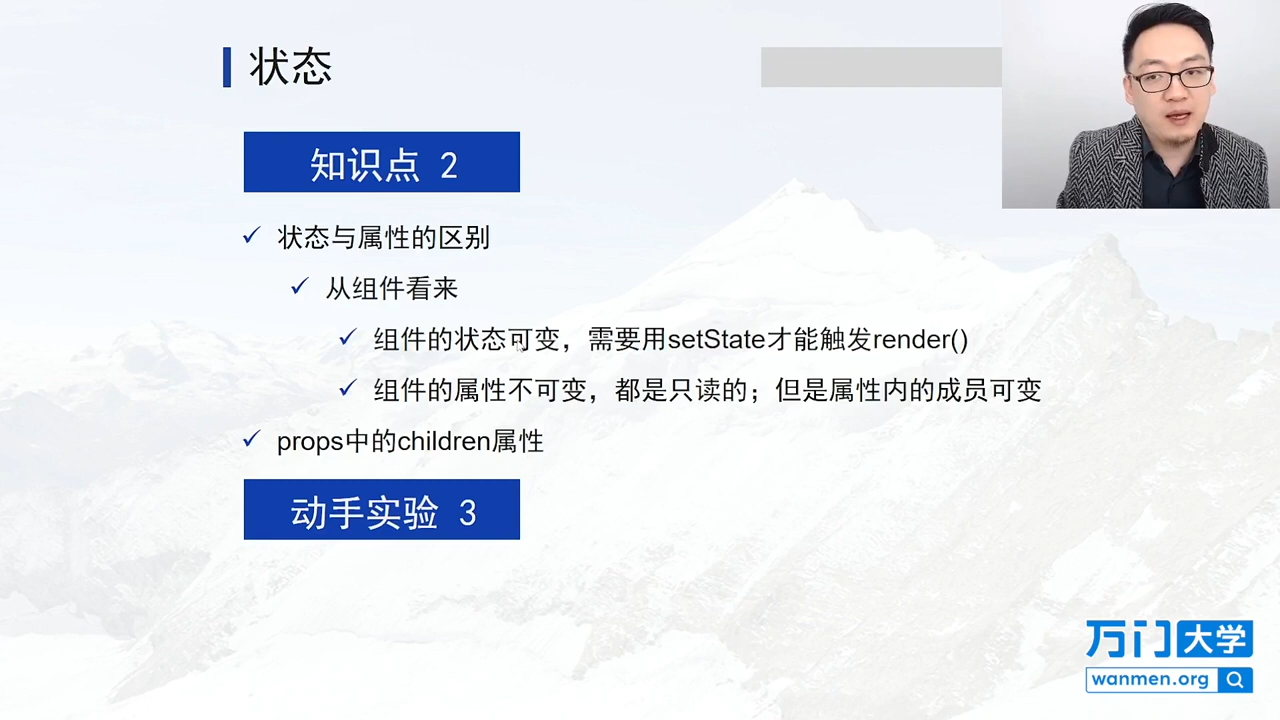 状态
知识点 2
状态与属性的区别
从组件看来
组件的状态可变，需要用setState才能触发render()
组件的属性不可变，都是只读的；但是属性内的成员可变
props中的children属性
动手实验 3
万门大学
wanmen.org